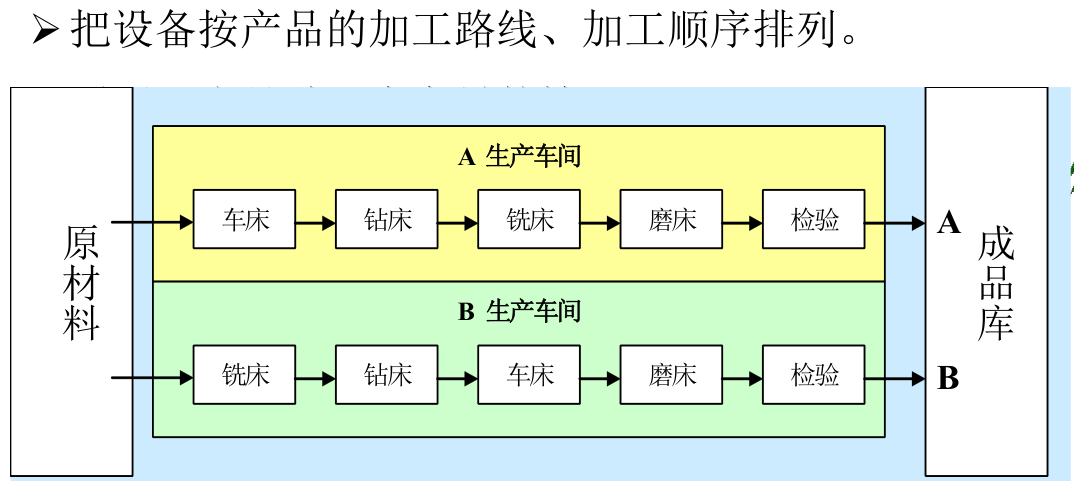 ➢ 把设备按产品的加工路线、加工顺序排列。
A 生产车间
原材料
车床
钻床
铣床
磨床
检验
A
成品库
B 生产车间
铣床
钻床
车床
磨床
检验
B